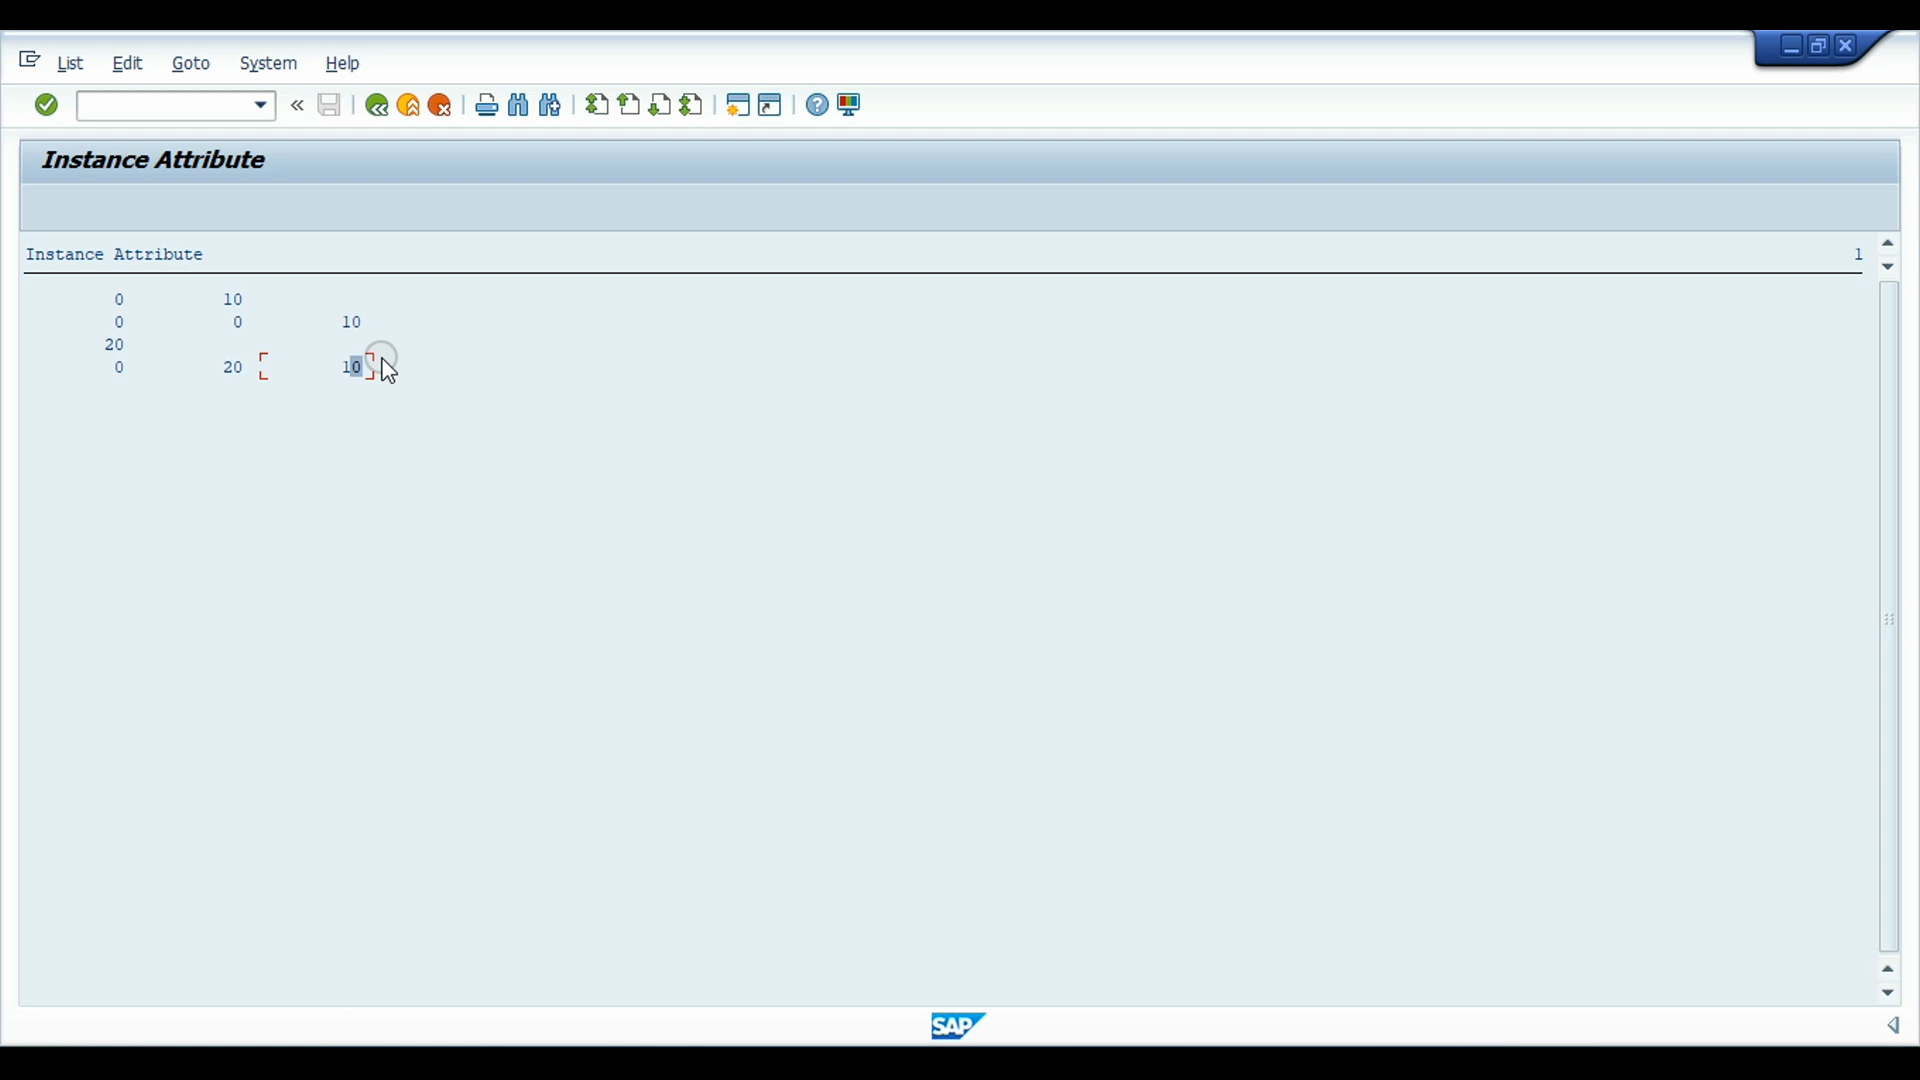 List Edit Goto System Help
Instance Attribute
Instance Attribute 1
0 10
0 0 10
20
0 20 10
SAP